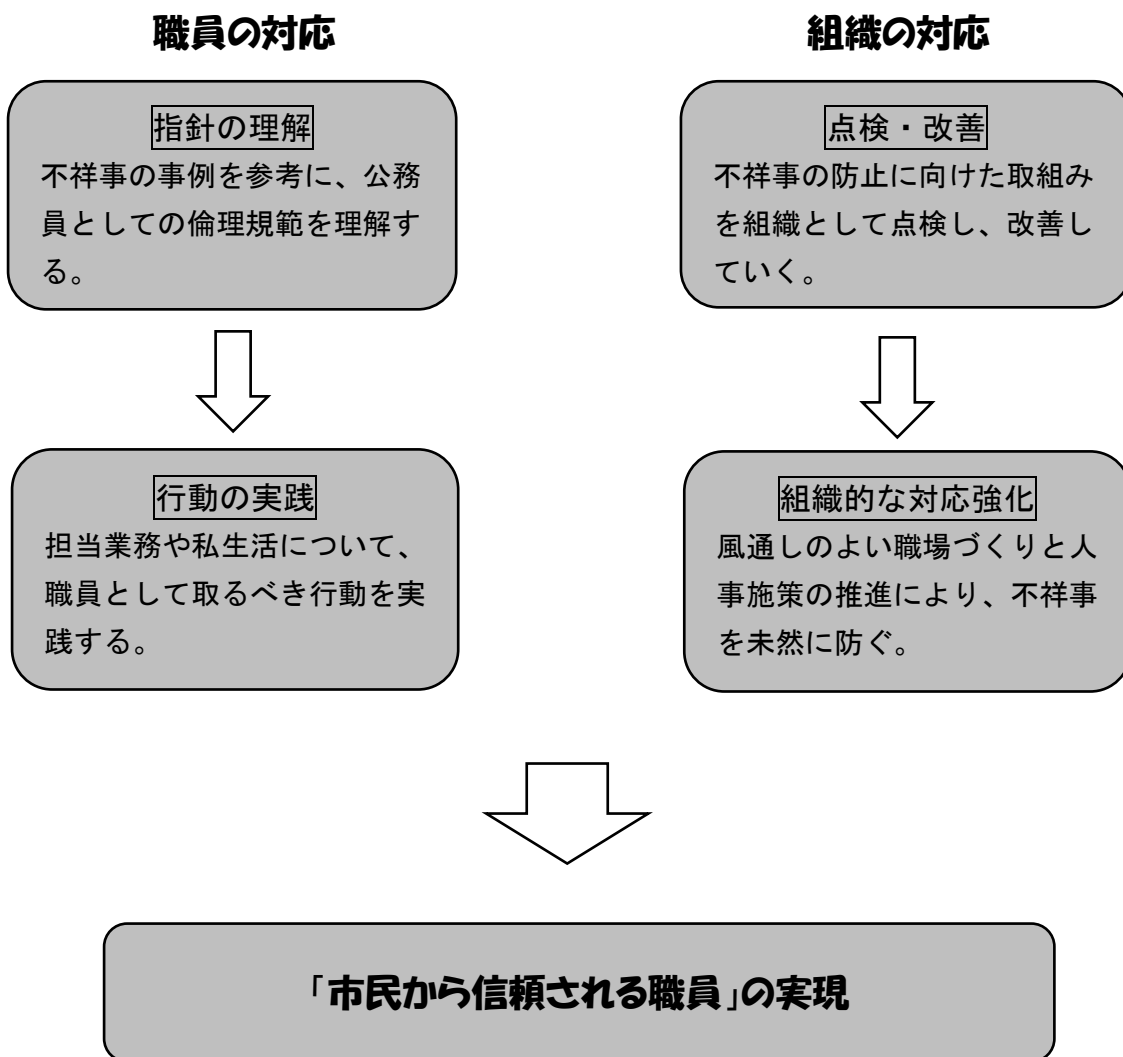 職員の対応
指針の理解
不祥事の事例を参考に、公務
員としての倫理規範を理解す
る。
行動の実践
担当業務や私生活について、
職員として取るべき行動を実
践する。
組織の対応
点検・改善
不祥事の防止に向けた取組み
を組織として点検し、改善し
ていく。
組織的な対応強化
風通しのよい職場づくりと人
事施策の推進により、不祥事
を未然に防ぐ。
「市民から信頼される職員」の実現